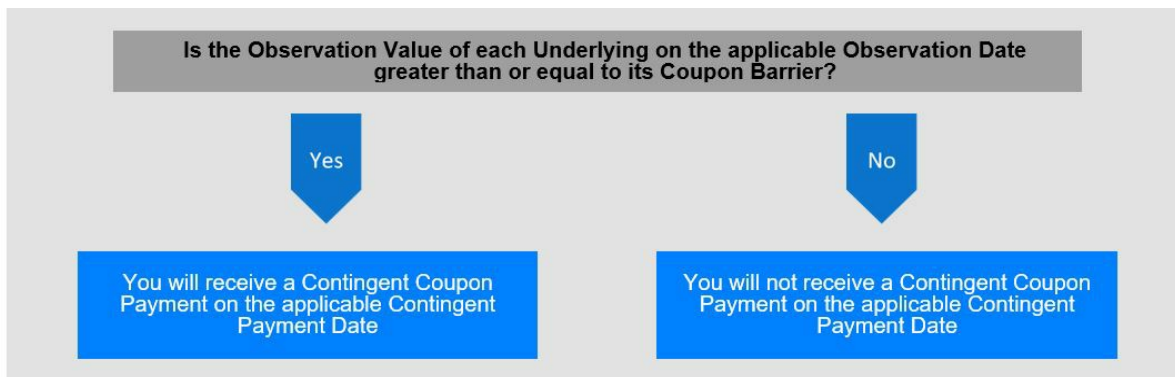 Is the Observation Value of each Underlying on the applicable Observation Date
greater than or equal to its Coupon Barrier?
Yes
No
You will receive a Contingent Coupon
Payment on the applicable Contingent
Payment Date
You will not receive a Contingent Coupon
Payment on the applicable Contingent
Payment Date